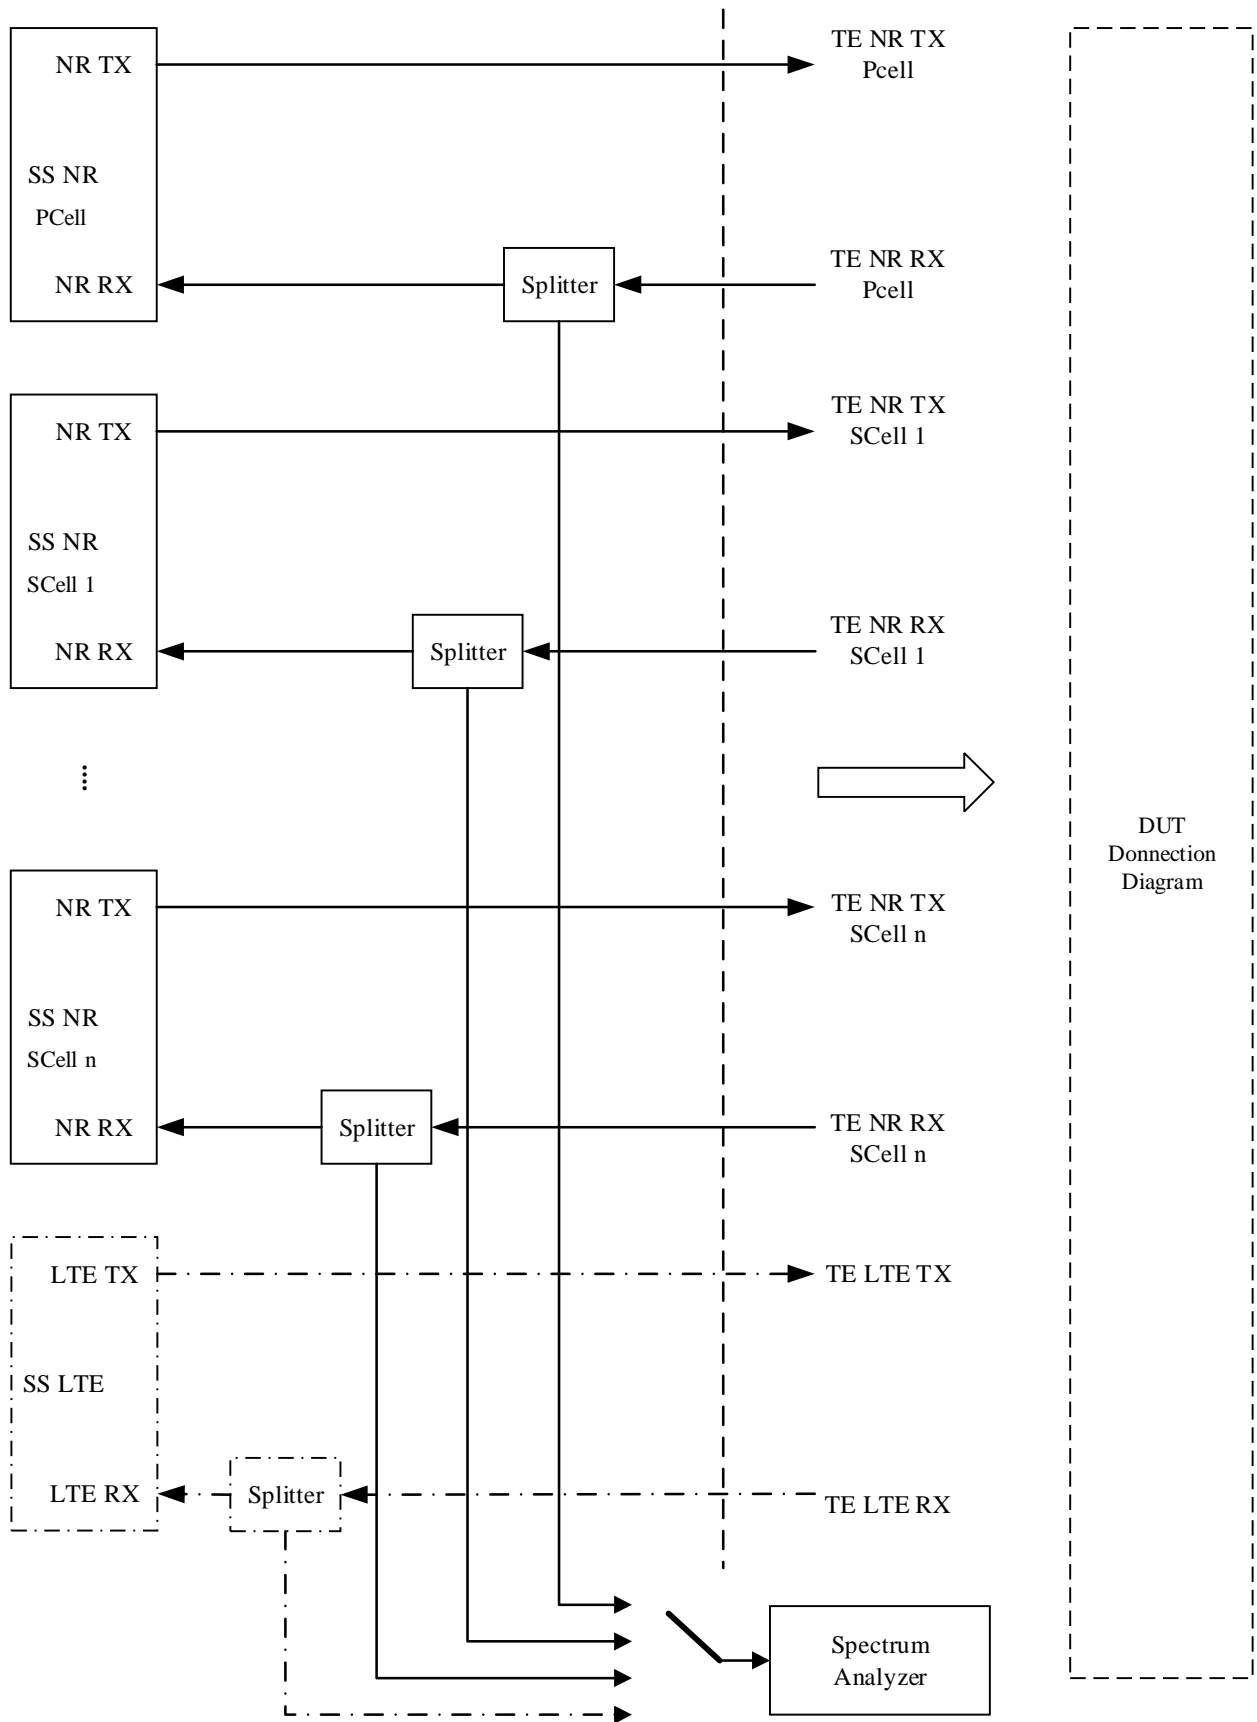 NR TX
TE NR TX
Pcell
SS NR
PCell
NR RX
Splitter
TE NR RX
Pcell
NR TX
TE NR TX
SCell 1
SS NR
SCell 1
NR RX
Splitter
TE NR RX
SCell 1
DUT
Donnection
Diagram
NR TX
TE NR TX
SCell n
SS NR
SCell n
NR RX
Splitter
TE NR RX
SCell n
LTE TX
TE LTE TX
SS LTE
LTE RX
Splitter
TE LTE RX
Spectrum
Analyzer